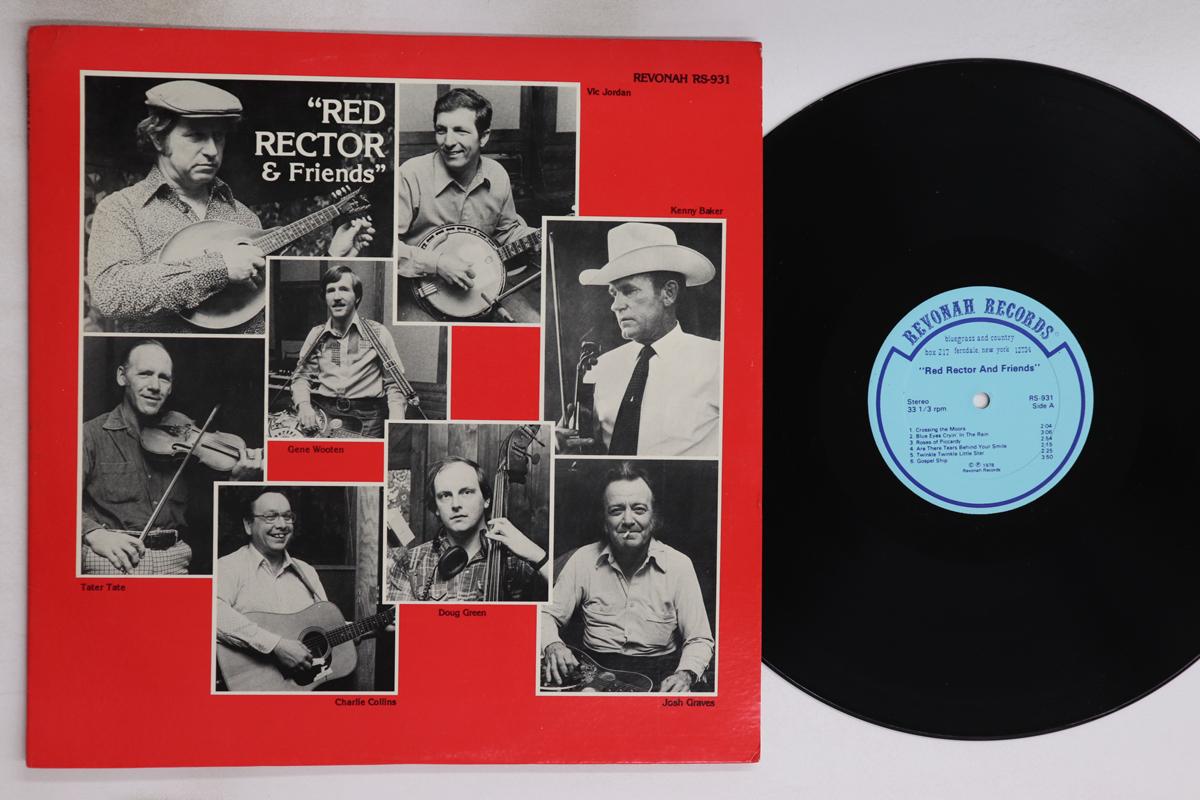 REVONAH RS-931
Vic Jordan
"RED
RECTOR
& Friends"
Kenny Baker
Gene Wooten
Tater Tate
Doug Green
Charlie Collins
Josh Graves
REVONAH RECORDS
bluegrass and country
box 217 ferndale, new york 12734
"Red Rector And Friends"
Stereo
33 1/3 rpm
RS-931
Side A
1. Crossing the Moors 2:04
2. Blue Eyes Cryin' In The Rain 3:06
3. Roses of Piccardy 2:54
4. Are There Tears Behind Your Smile 2:15
5. Twinkle Twinkle Little Star 2:25
6. Gospel Ship 3:50
© ℗ 1978
Revonah Records